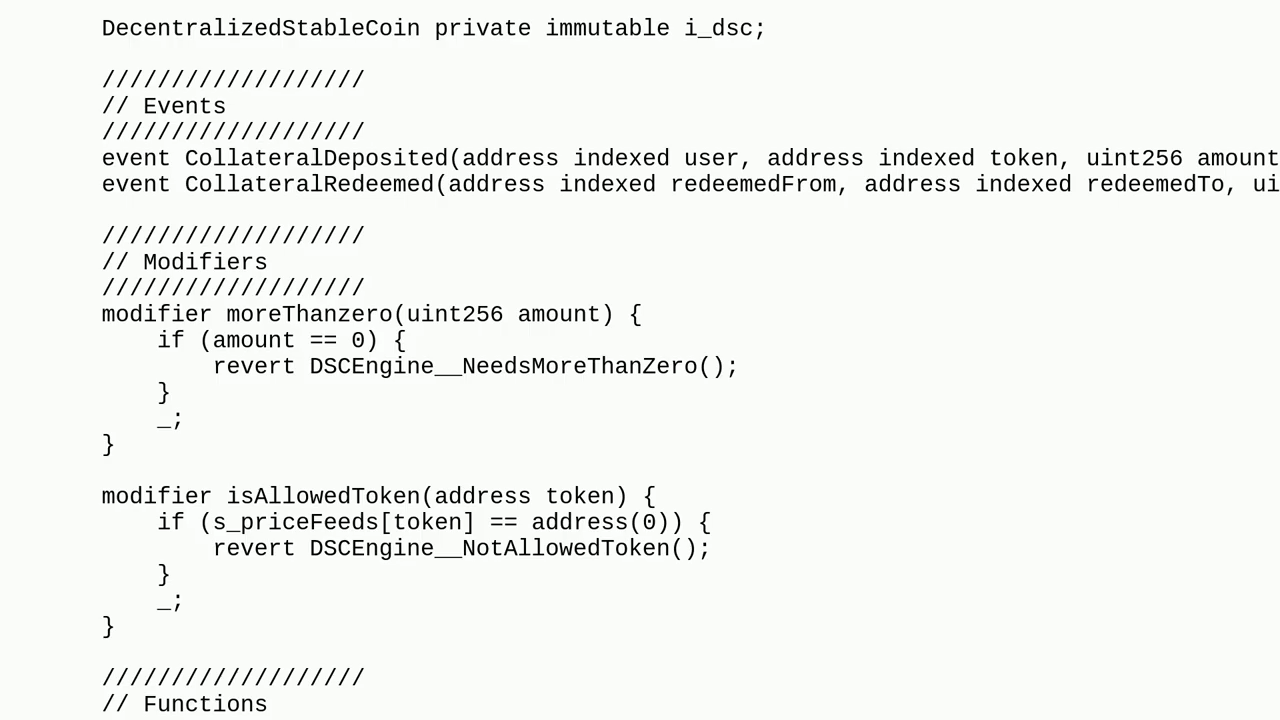 DecentralizedStableCoin private immutable i_dsc;
///////////////////
// Events
///////////////////
event CollateralDeposited(address indexed user, address indexed token, uint256 amount
event CollateralRedeemed(address indexed redeemedFrom, address indexed redeemedTo, ui
///////////////////
// Modifiers
///////////////////
modifier moreThanzero(uint256 amount) {
if (amount == 0) {
revert DSCEngine__NeedsMoreThanZero();
}
_;
}
modifier isAllowedToken(address token) {
if (s_priceFeeds[token] == address(0)) {
revert DSCEngine__NotAllowedToken();
}
_;
}
///////////////////
// Functions